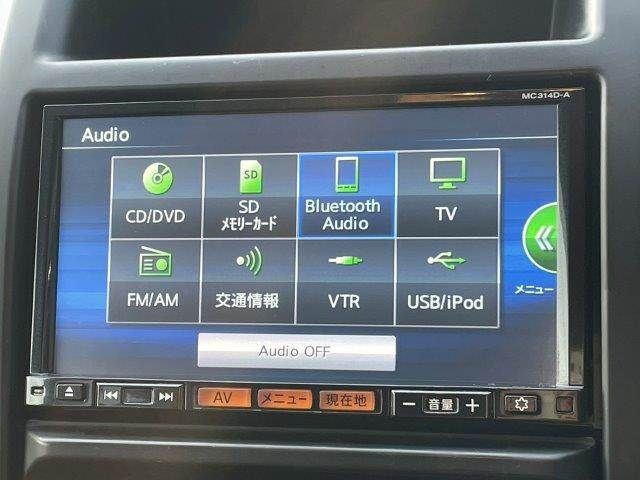 MC314D-A
Audio
CD/DVD
SD
SD
メモリーカード
Bluetooth
Audio
TV
FM/AM
交通情報
VTR
USB/iPod
メニュー
Audio OFF
AV
メニュー
現在地
音量